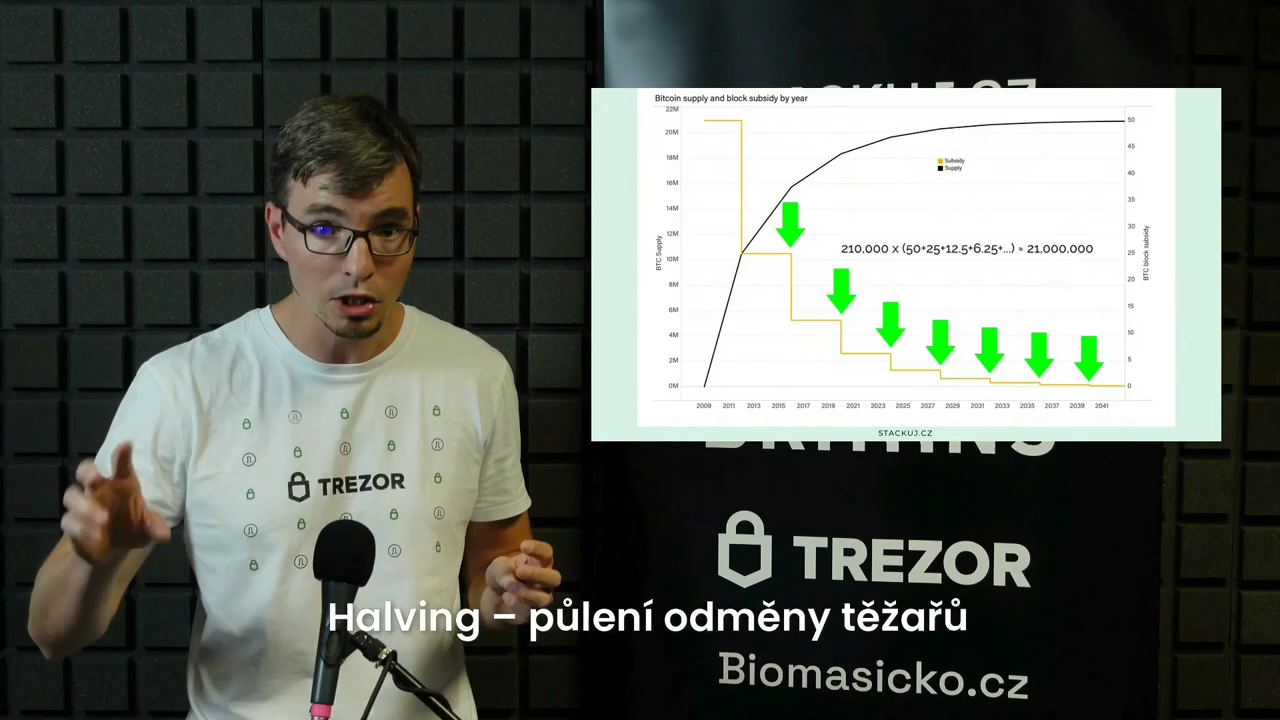 Bitcoin supply and block subsidy by year
22M
20M
18M
16M
14M
12M
10M
8M
6M
4M
2M
0M
BTC Supply
50
45
40
35
30
25
20
15
10
5
0
BTC block subsidy
Subsidy
Supply
210,000 x (50+25+12.5+6.25+...) = 21,000,000
2009 2011 2013 2015 2017 2019 2021 2023 2025 2027 2029 2031 2033 2035 2037 2039 2041
STACKUJ.CZ
TREZOR
TREZOR
Halving – půlení odměny těžařů
Biomasicko.cz